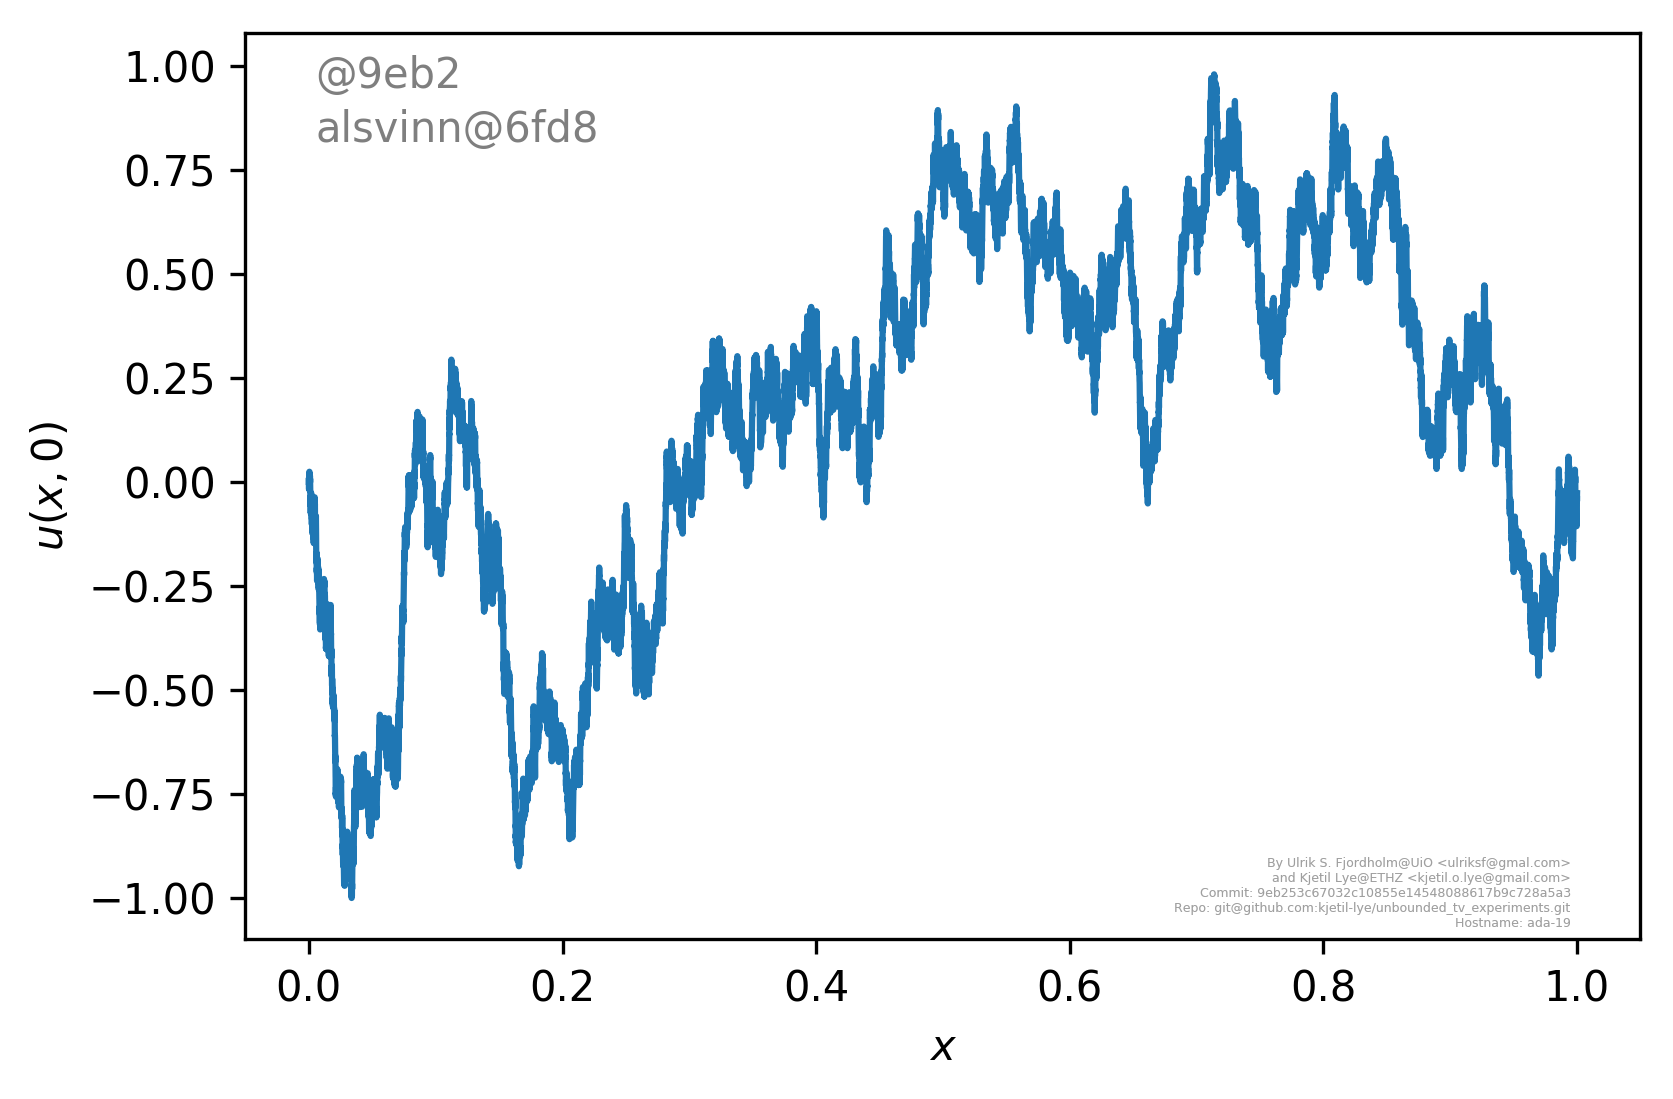 @9eb2
alsvinn@6fd8
1.00
0.75
0.50
0.25
0.00
−0.25
−0.50
−0.75
−1.00
u(x, 0)
By Ulrik S. Fjordholm@UiO <ulriksf@gmal.com>
and Kjetil Lye@ETHZ <kjetil.o.lye@gmail.com>
Commit: 9eb253c67032c10855e14548088617b9c728a5a3
Repo: git@github.com:kjetil-lye/unbounded_tv_experiments.git
Hostname: ada-19
0.0 0.2 0.4 0.6 0.8 1.0
x